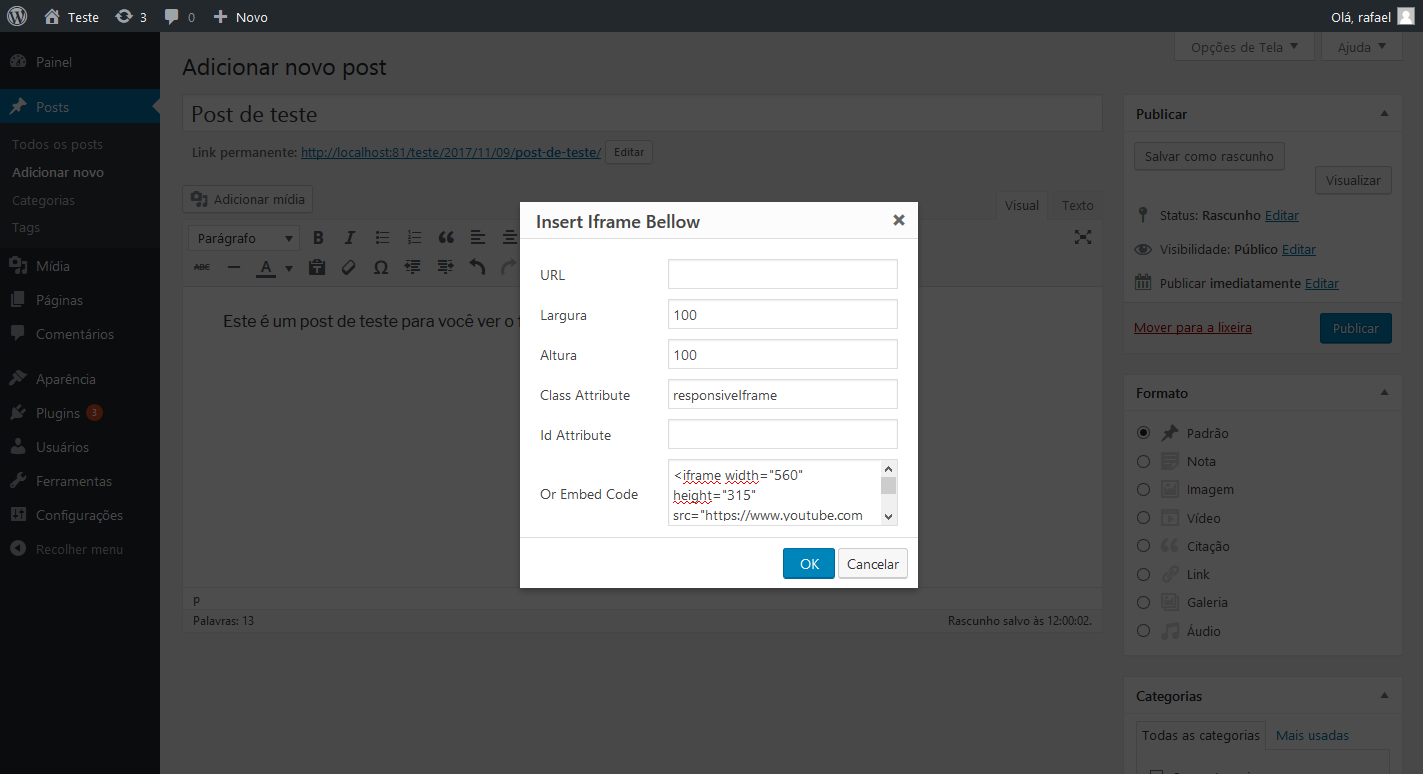 Teste 3 0 Novo Olá, rafael
Opções de Tela Ajuda
Painel
Posts
Todos os posts
Adicionar novo
Categorias
Tags
Mídia
Páginas
Comentários
Aparência
Plugins 3
Usuários
Ferramentas
Configurações
Recolher menu
Adicionar novo post
Post de teste
Link permanente: http://localhost:81/teste/2017/11/09/post-de-teste/ Editar
Adicionar mídia
Visual Texto
Parágrafo B I
ABC A
Este é um post de teste para você ver o
p
Palavras: 13 Rascunho salvo às 12:00:02.
Insert Iframe Bellow
URL
Largura 100
Altura 100
Class Attribute responsiveIframe
Id Attribute
Or Embed Code
<iframe width="560"
height="315"
src="https://www.youtube.com
OK Cancelar
Publicar
Salvar como rascunho
Visualizar
Status: Rascunho Editar
Visibilidade: Público Editar
Publicar imediatamente Editar
Mover para a lixeira Publicar
Formato
Padrão
Nota
Imagem
Vídeo
Citação
Link
Galeria
Áudio
Categorias
Todas as categorias Mais usadas